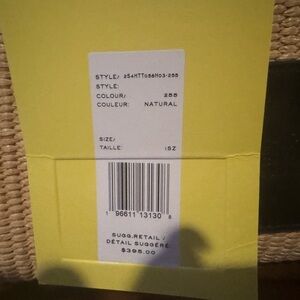 STYLE/ 2S4HTT086H03-255
STYLE:
COLOUR/ 255
COULEUR: NATURAL
SIZE/
TAILLE: 1SZ
1 96611 13130 8
SUGG.RETAIL /
DÉTAIL SUGGÉRÉ
$395.00